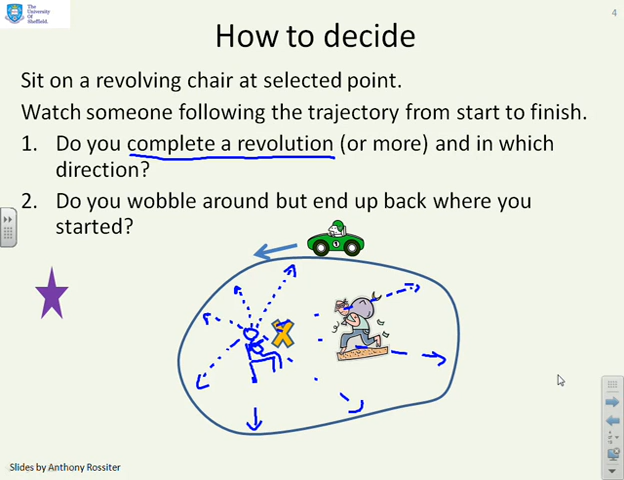 The
University
Of
Sheffield.
4
How to decide
Sit on a revolving chair at selected point.
Watch someone following the trajectory from start to finish.
1. Do you complete a revolution (or more) and in which
direction?
2. Do you wobble around but end up back where you
started?
1
X
Slides by Anthony Rossiter